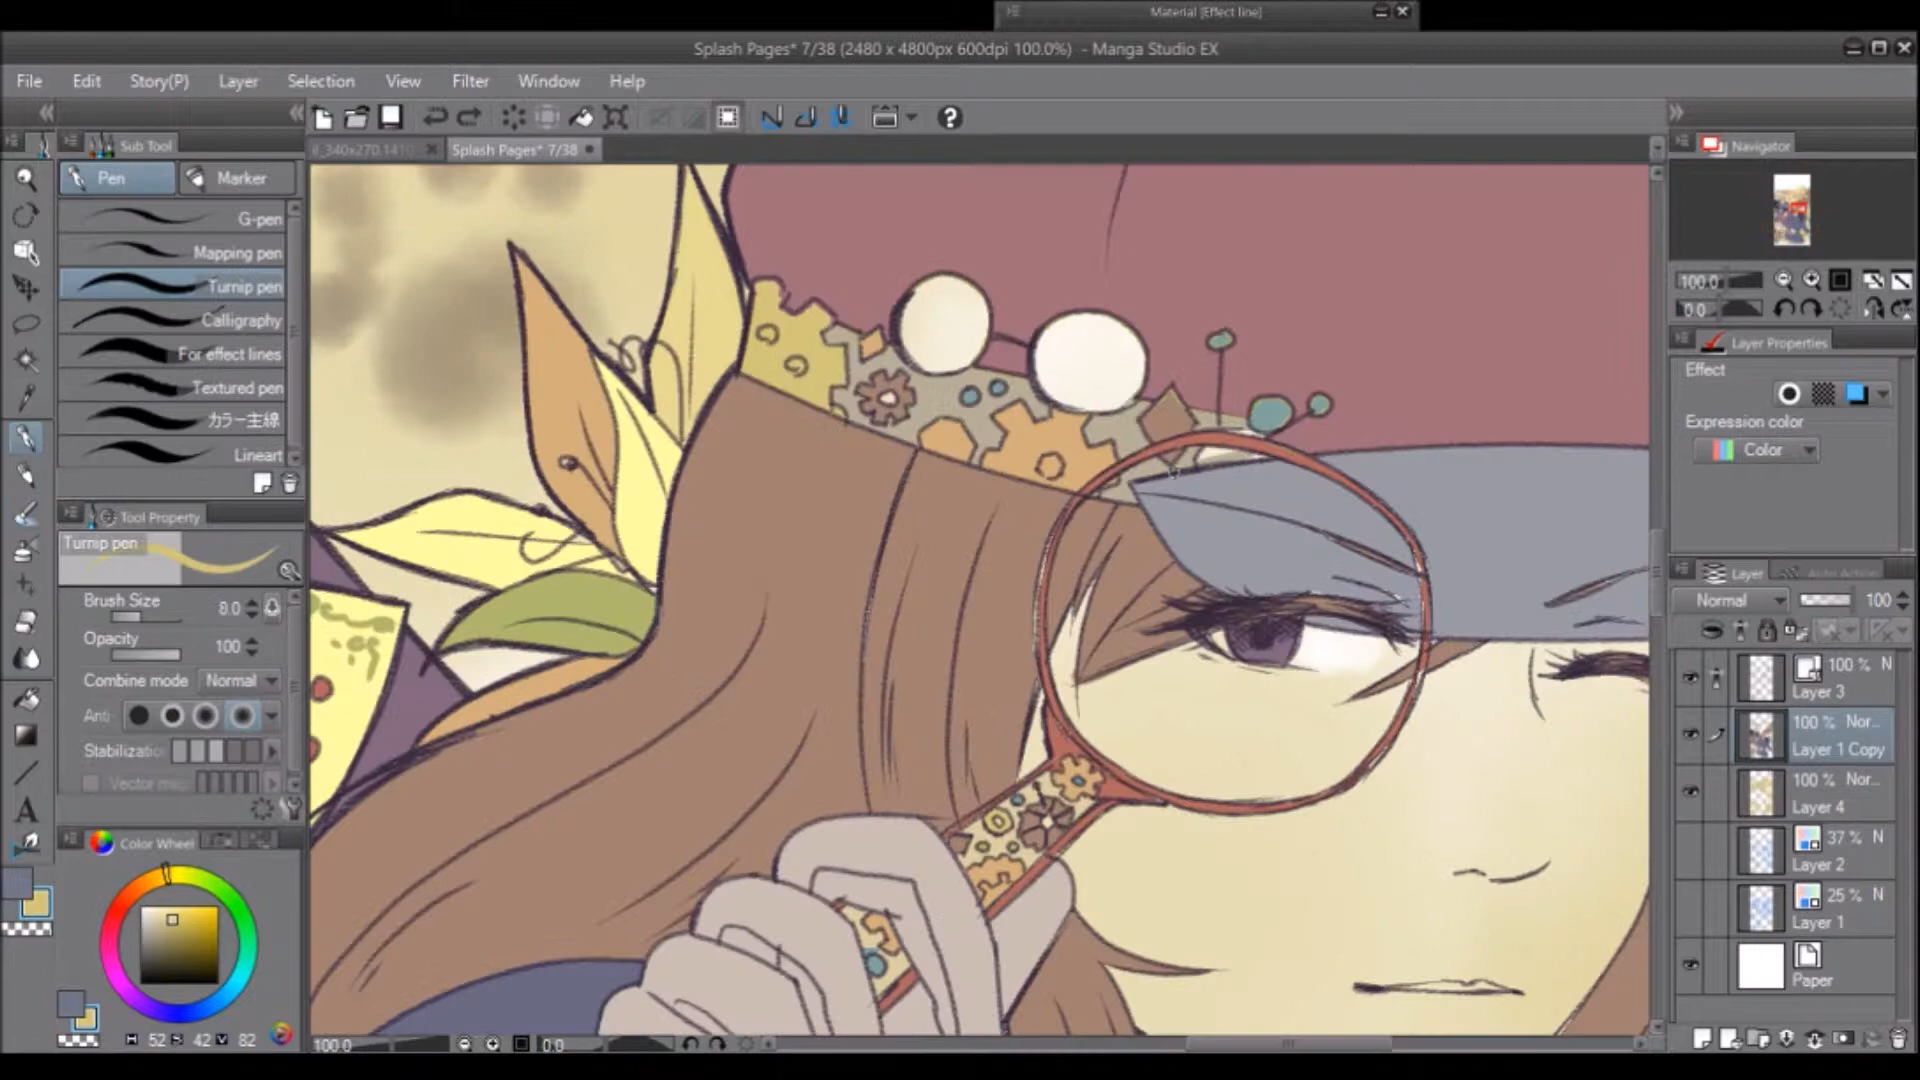 Material [Effect line]
Splash Pages* 7/38 (2480 x 4800px 600dpi 100.0%) - Manga Studio EX
File Edit Story(P) Layer Selection View Filter Window Help
Sub Tool
Pen Marker
G-pen
Mapping pen
Turnip pen
Calligraphy
For effect lines
Textured pen
カラー主線
Lineart
Tool Property
Turnip pen
Brush Size 8.0
Opacity 100
Combine mode Normal
Anti-
Stabilizatio
Vector ma
Color Wheel
H 52 S 42 V 82
Splash Pages* 7/38
100.0 0.0
Navigator
100.0
0.0
Layer Properties
Effect
Expression color
Color
Layer Auto Action
Normal 100
100 % N
Layer 3
100 % Nor...
Layer 1 Copy
100 % Nor...
Layer 4
37 % N
Layer 2
25 % N
Layer 1
Paper